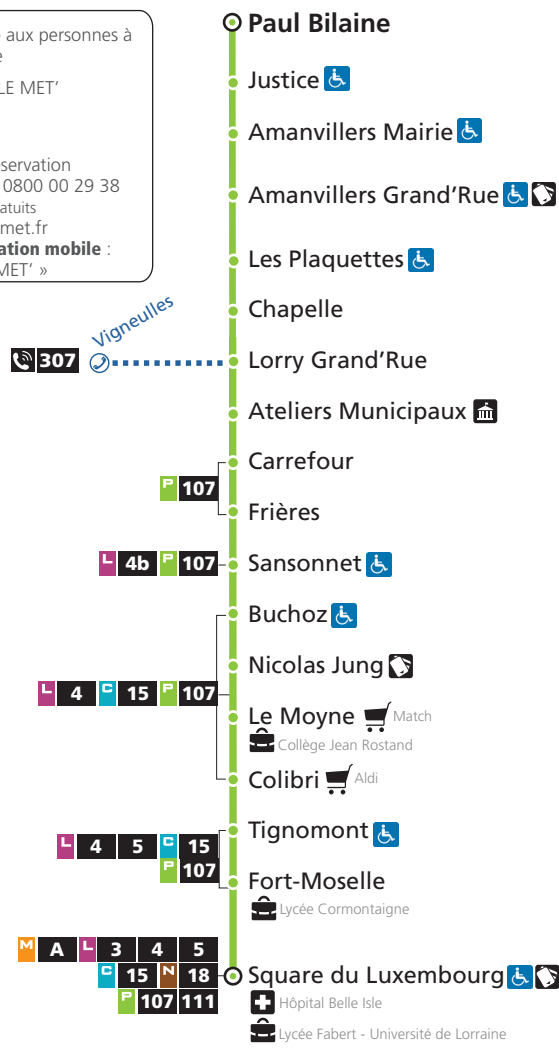 aux personnes à
LE MET'
0800 00 29 38
met.fr
mobile :
MET' »
Paul Bilaine
Justice
Amanvillers Mairie
Amanvillers Grand'Rue
Les Plaquettes
Chapelle
Vigneulles
307
Lorry Grand'Rue
Ateliers Municipaux
Carrefour
P 107
Frières
L 4b P 107
Sansonnet
Buchoz
Nicolas Jung
L 4 C 15 P 107
Le Moyne Match
Collège Jean Rostand
Colibri Aldi
Tignomont
L 4 5 C 15
P 107
Fort-Moselle
Lycée Cormontaigne
M A L 3 4 5
C 15 N 18
P 107 111
Square du Luxembourg
Hôpital Belle Isle
Lycée Fabert - Université de Lorraine